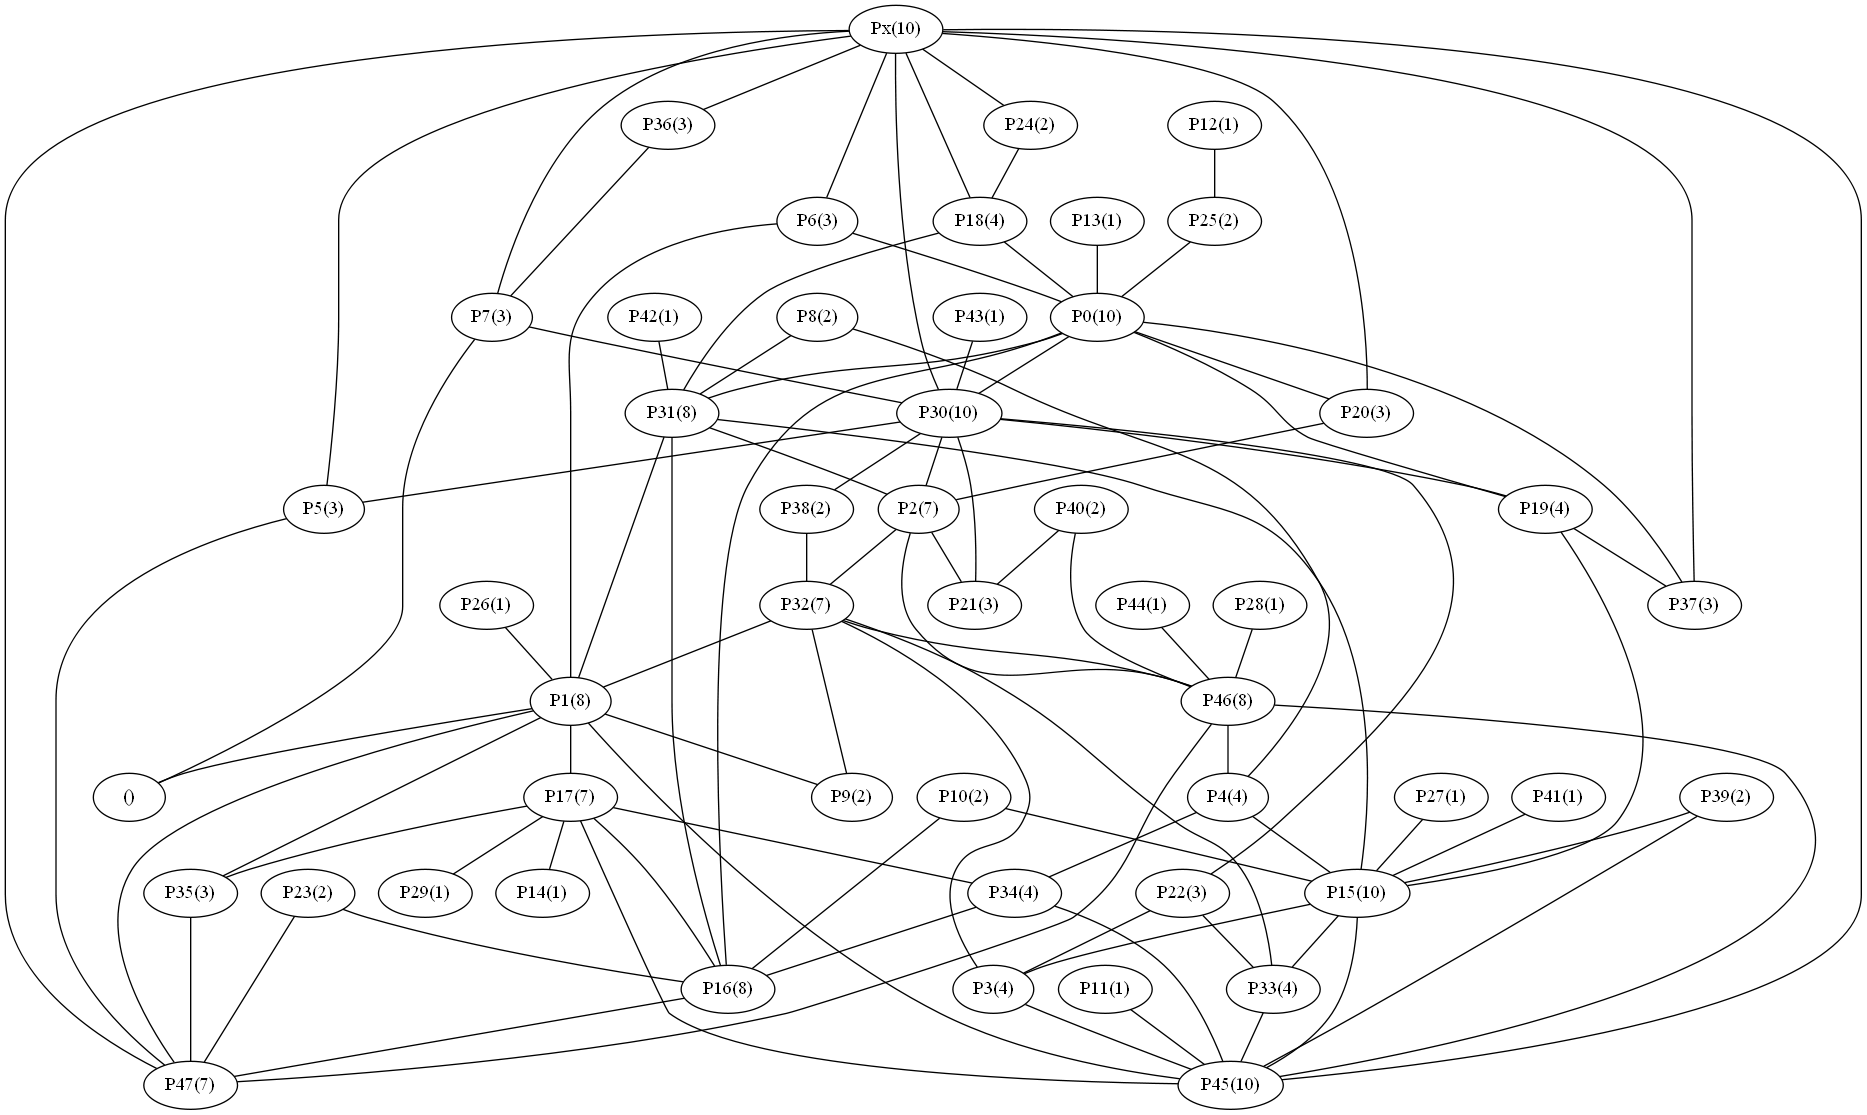 Px(10)
P36(3)
P24(2)
P12(1)
P6(3)
P18(4)
P13(1)
P25(2)
P7(3)
P42(1)
P8(2)
P43(1)
P0(10)
P31(8)
P30(10)
P20(3)
P5(3)
P38(2)
P2(7)
P40(2)
P19(4)
P26(1)
P32(7)
P21(3)
P44(1)
P28(1)
P37(3)
P1(8)
P46(8)
()
P17(7)
P9(2)
P10(2)
P4(4)
P27(1)
P41(1)
P39(2)
P35(3)
P23(2)
P29(1)
P14(1)
P34(4)
P22(3)
P15(10)
P16(8)
P3(4)
P11(1)
P33(4)
P47(7)
P45(10)